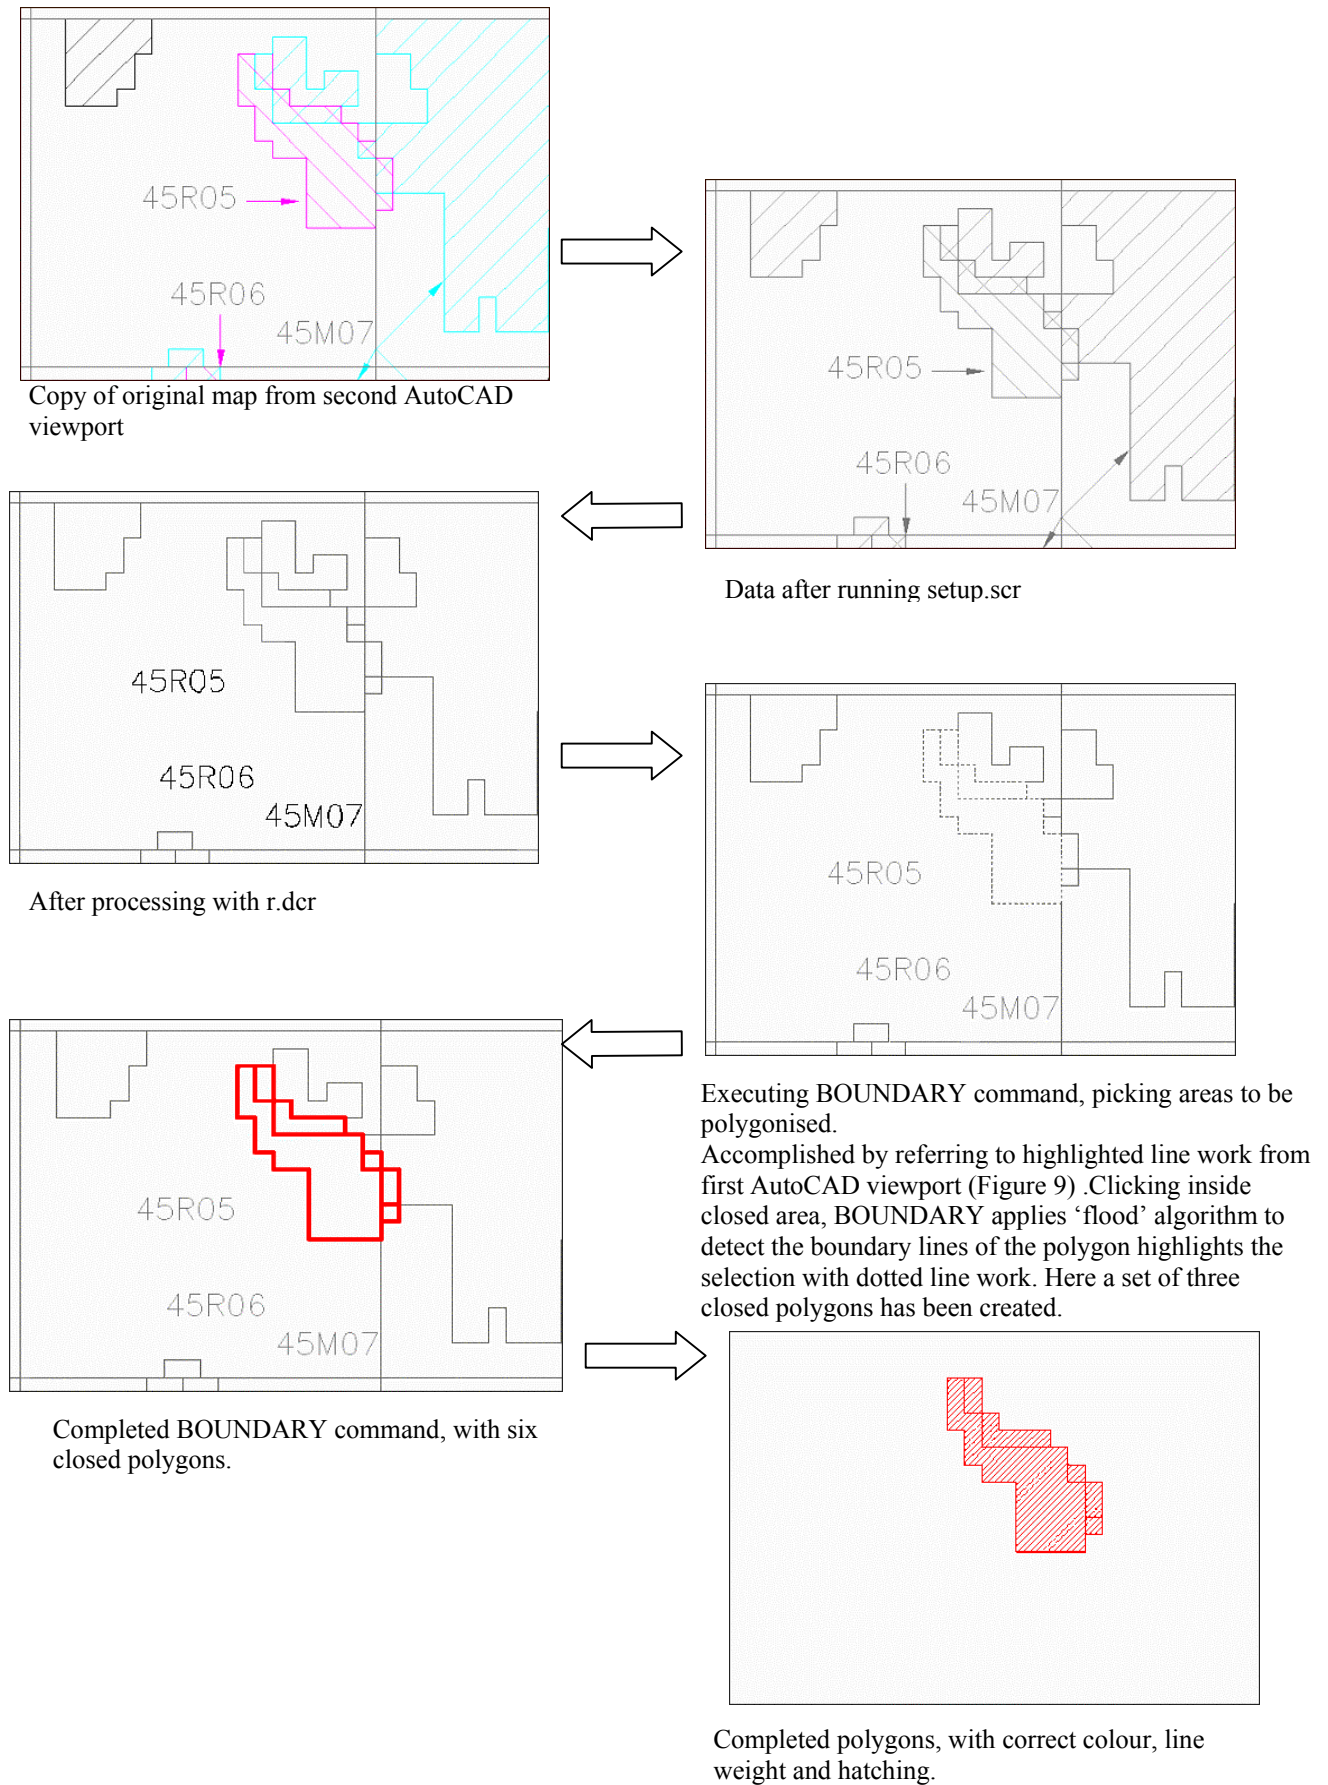 45R05
45R06
45M07
Copy of original map from second AutoCAD
viewport
45R05
45R06
45M07
Data after running setup.scr
45R05
45R06
45M07
After processing with r.dcr
45R05
45R06
45M07
Executing BOUNDARY command, picking areas to be
polygonised.
Accomplished by referring to highlighted line work from
first AutoCAD viewport (Figure 9) .Clicking inside
closed area, BOUNDARY applies ‘flood’ algorithm to
detect the boundary lines of the polygon highlights the
selection with dotted line work. Here a set of three
closed polygons has been created.
45R05
45R06
45M07
Completed BOUNDARY command, with six
closed polygons.
Completed polygons, with correct colour, line
weight and hatching.